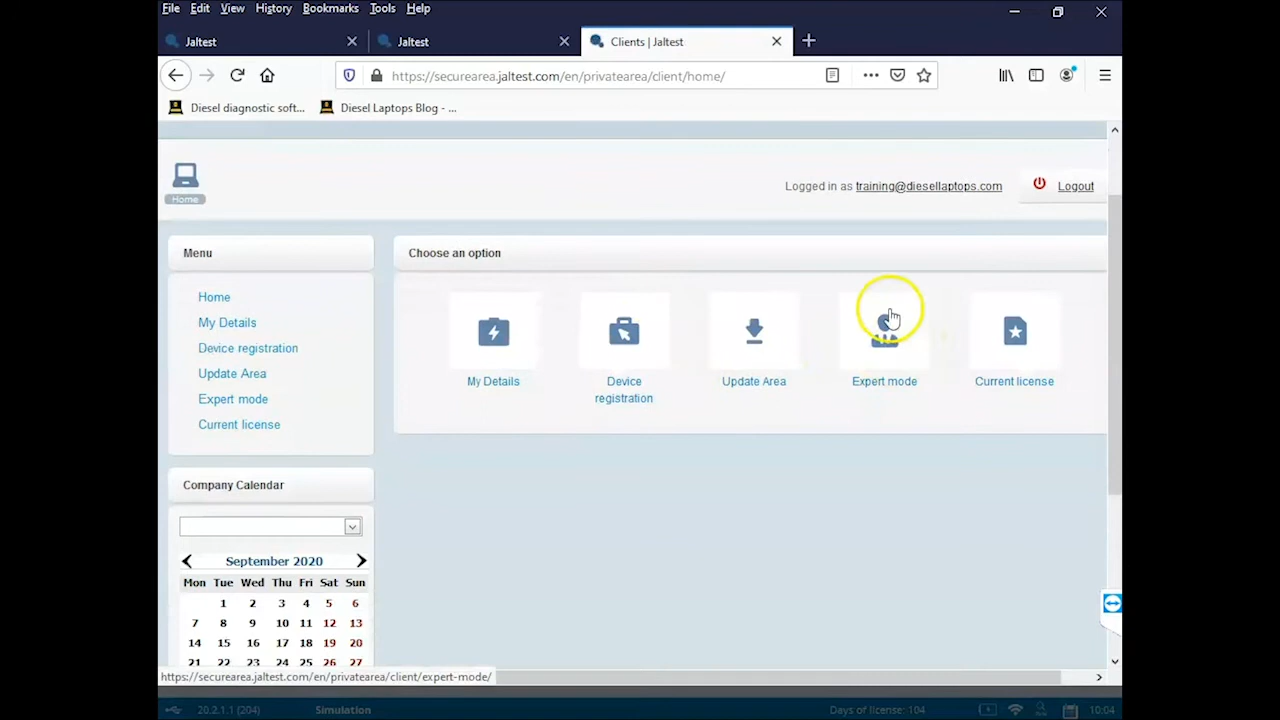 File Edit View History Bookmarks Tools Help
Jaltest Jaltest Clients | Jaltest
https://securearea.jaltest.com/en/privatearea/client/home/
Diesel diagnostic soft... Diesel Laptops Blog - ...
Home
Logged in as training@diesellaptops.com Logout
Menu
Home
My Details
Device registration
Update Area
Expert mode
Current license
Choose an option
My Details
Device
registration
Update Area
Expert mode
Current license
Company Calendar
September 2020
Mon Tue Wed Thu Fri Sat Sun
1 2 3 4 5 6
7 8 9 10 11 12 13
14 15 16 17 18 19 20
21 22 23 24 25 26 27
https://securearea.jaltest.com/en/privatearea/client/expert-mode/
20.2.1.1 (204) Simulation Days of license: 104 10:04